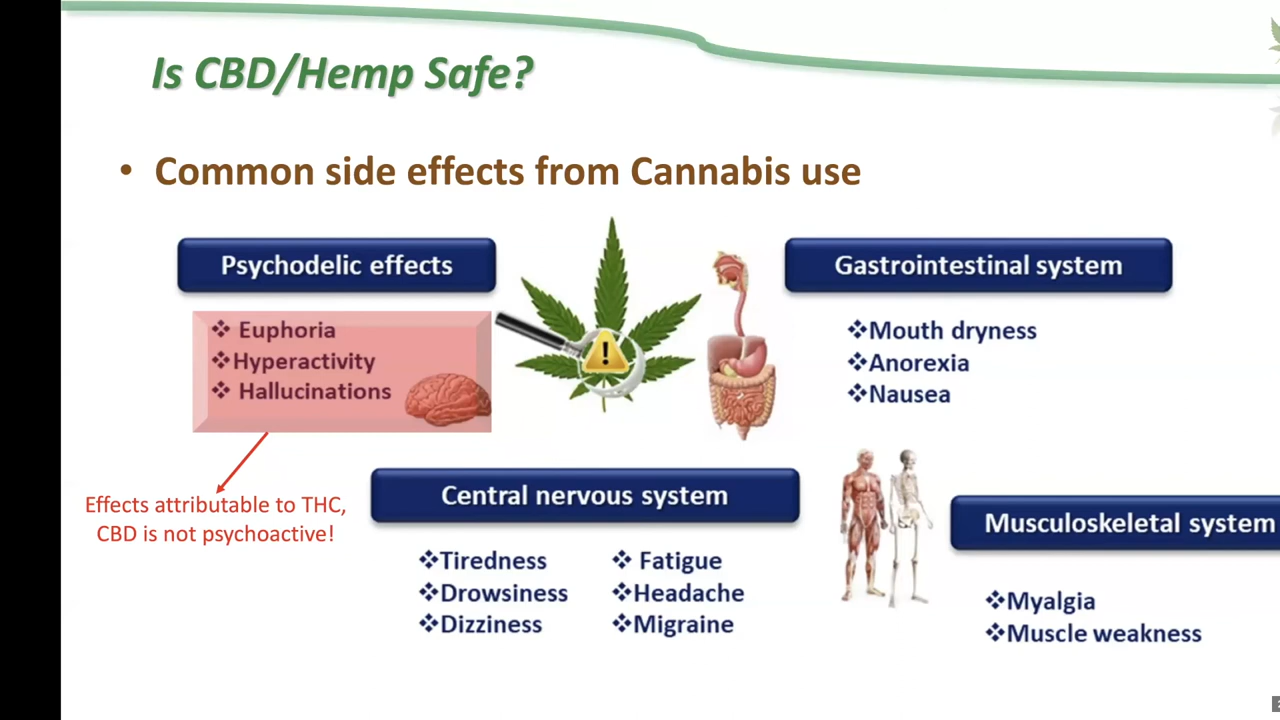 Is CBD/Hemp Safe?
• Common side effects from Cannabis use
Psychodelic effects
❖ Euphoria
❖Hyperactivity
❖ Hallucinations
Effects attributable to THC,
CBD is not psychoactive!
Gastrointestinal system
❖Mouth dryness
❖Anorexia
❖Nausea
Central nervous system
❖Tiredness
❖Drowsiness
❖Dizziness
❖ Fatigue
❖Headache
❖Migraine
Musculoskeletal system
❖Myalgia
❖Muscle weakness